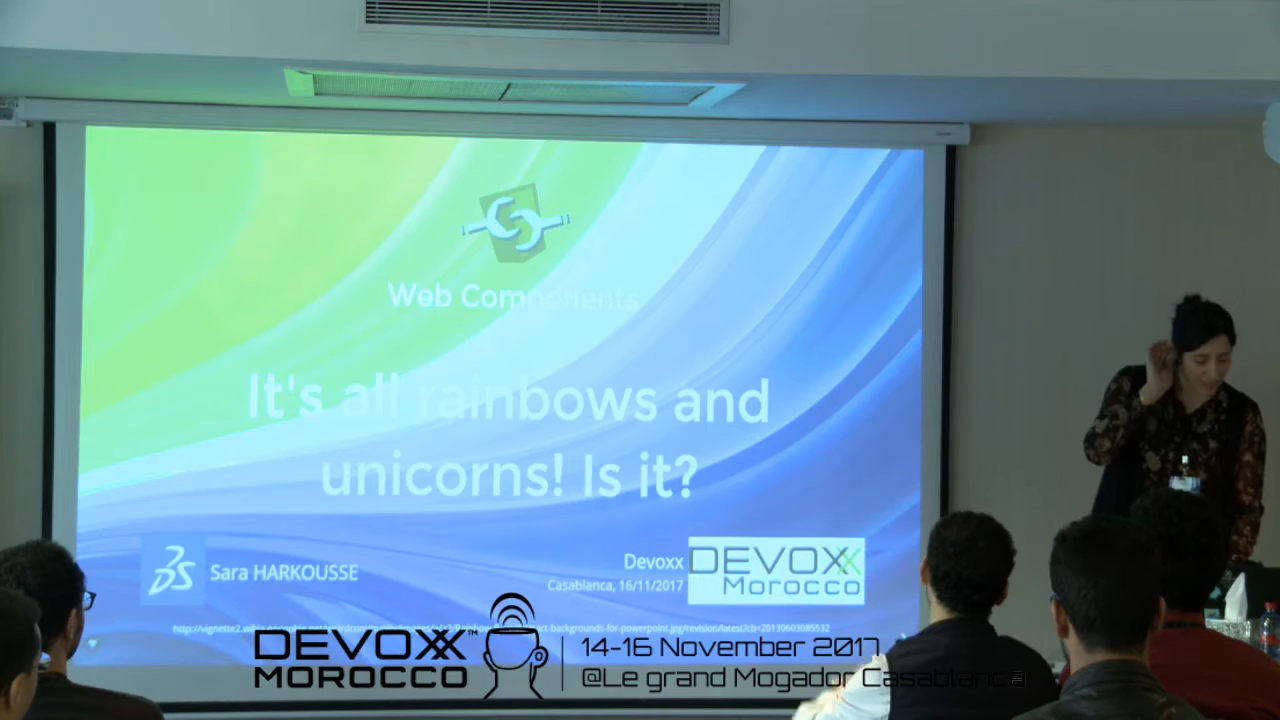 Web Components
It's all rainbows and
unicorns! Is it?
Sara HARKOUSSE
Devoxx
Casablanca, 16/11/2017
DEVOXX
Morocco
DEVOXX™
MOROCCO
14-16 November 2017
@Le grand Mogador Casablanca